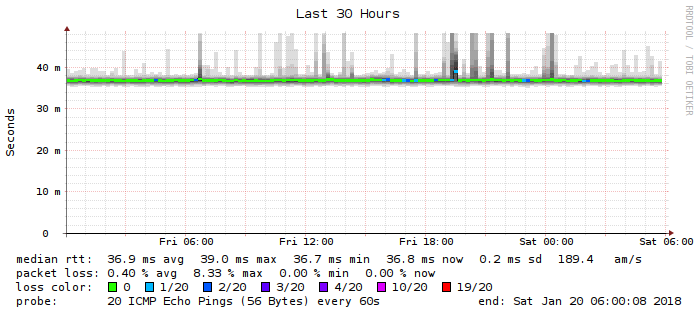 Last 30 Hours
RRDTOOL / TOBI OETIKER
Seconds
40 m
30 m
20 m
10 m
0
Fri 06:00 Fri 12:00 Fri 18:00 Sat 00:00 Sat 06:00
median rtt: 36.9 ms avg 39.0 ms max 36.7 ms min 36.8 ms now 0.2 ms sd 189.4 am/s
packet loss: 0.40 % avg 8.33 % max 0.00 % min 0.00 % now
loss color: 0 1/20 2/20 3/20 4/20 10/20 19/20
probe: 20 ICMP Echo Pings (56 Bytes) every 60s end: Sat Jan 20 06:00:08 2018